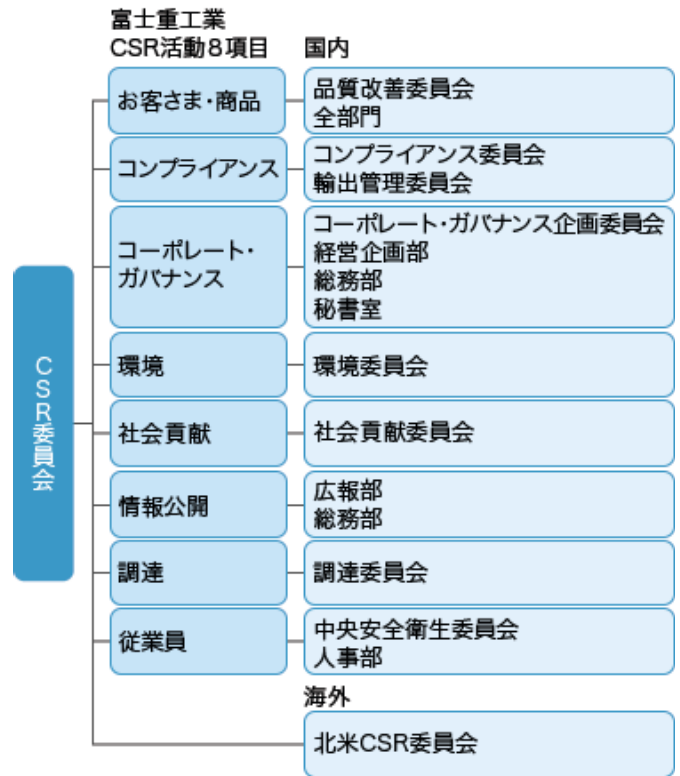 富士重工業
CSR活動8項目
国内
CSR委員会
お客さま・商品
品質改善委員会
全部門
コンプライアンス
コンプライアンス委員会
輸出管理委員会
コーポレート・
ガバナンス
コーポレート・ガバナンス企画委員会
経営企画部
総務部
秘書室
環境
環境委員会
社会貢献
社会貢献委員会
情報公開
広報部
総務部
調達
調達委員会
従業員
中央安全衛生委員会
人事部
海外
北米CSR委員会